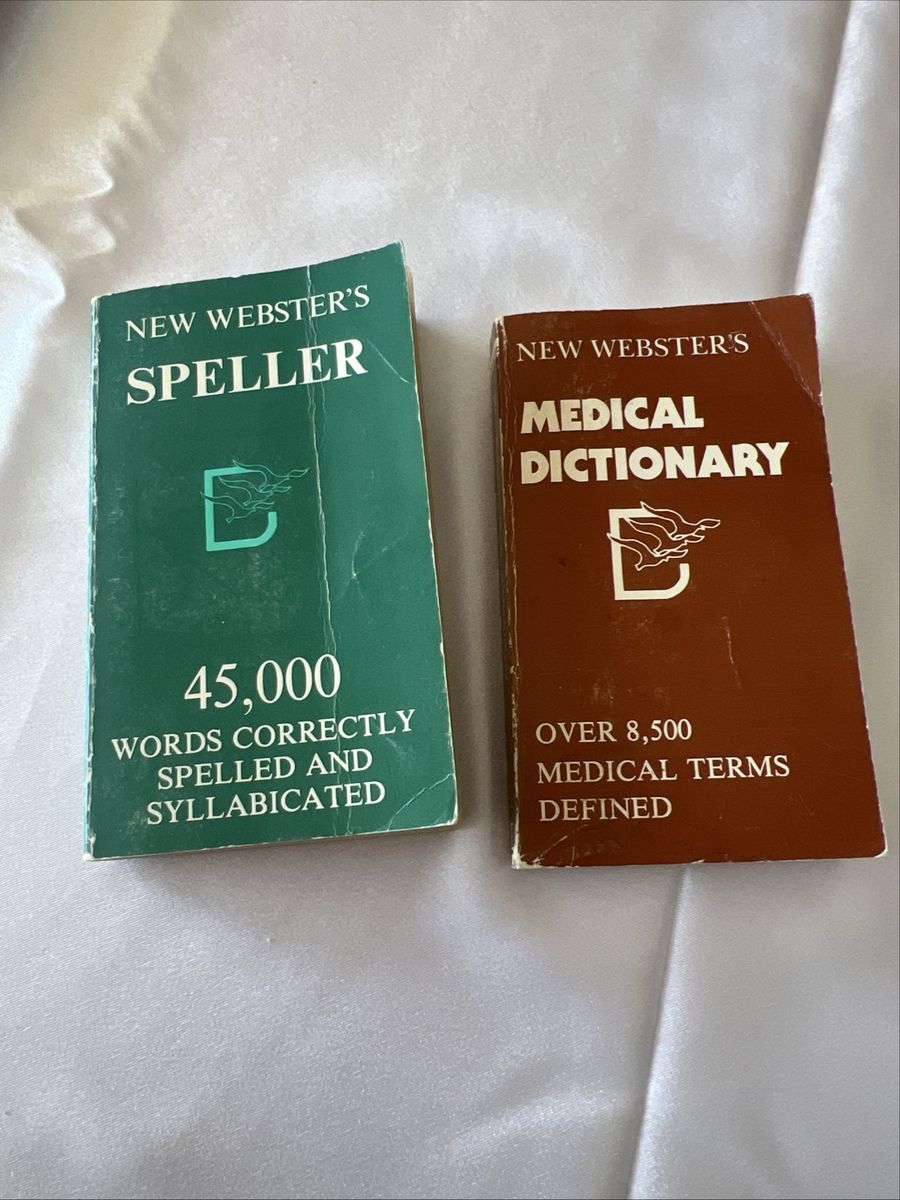 NEW WEBSTER'S
SPELLER
45,000
WORDS CORRECTLY
SPELLED AND
SYLLABICATED
NEW WEBSTER'S
MEDICAL
DICTIONARY
OVER 8,500
MEDICAL TERMS
DEFINED